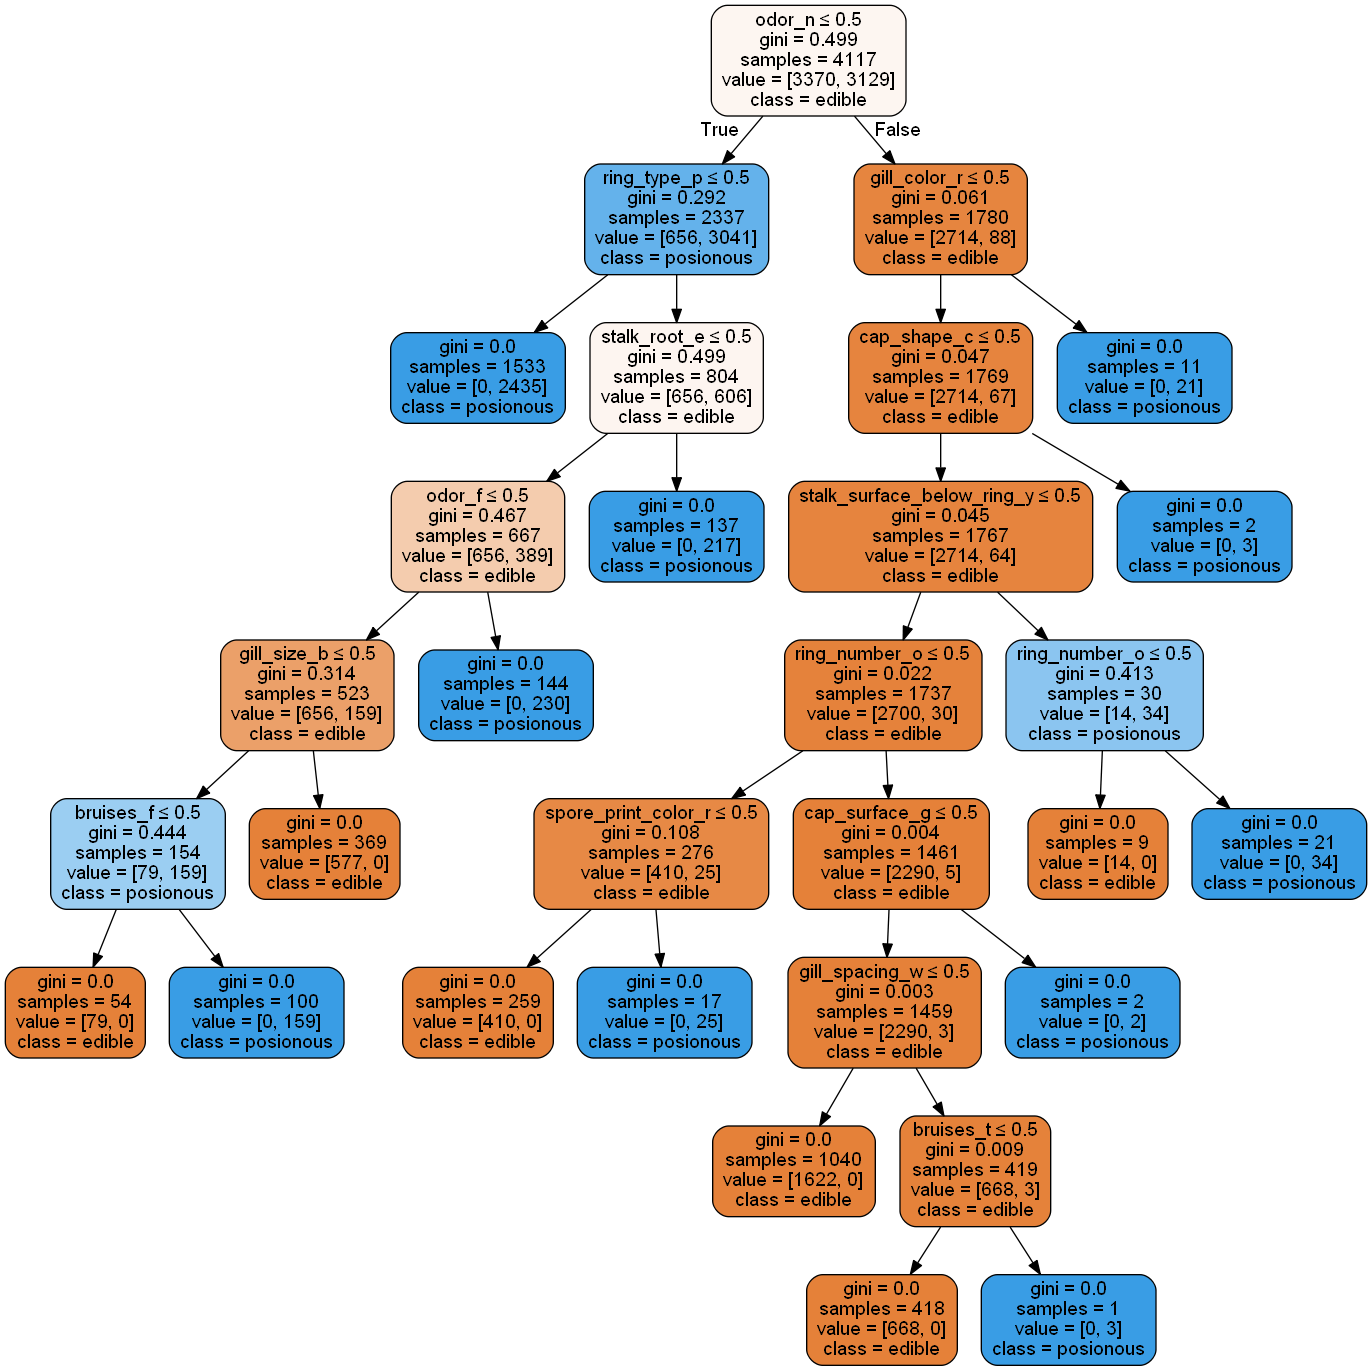 odor_n ≤ 0.5
gini = 0.499
samples = 4117
value = [3370, 3129]
class = edible
True
False
ring_type_p ≤ 0.5
gini = 0.292
samples = 2337
value = [656, 3041]
class = posionous
gill_color_r ≤ 0.5
gini = 0.061
samples = 1780
value = [2714, 88]
class = edible
gini = 0.0
samples = 1533
value = [0, 2435]
class = posionous
stalk_root_e ≤ 0.5
gini = 0.499
samples = 804
value = [656, 606]
class = edible
cap_shape_c ≤ 0.5
gini = 0.047
samples = 1769
value = [2714, 67]
class = edible
gini = 0.0
samples = 11
value = [0, 21]
class = posionous
odor_f ≤ 0.5
gini = 0.467
samples = 667
value = [656, 389]
class = edible
gini = 0.0
samples = 137
value = [0, 217]
class = posionous
stalk_surface_below_ring_y ≤ 0.5
gini = 0.045
samples = 1767
value = [2714, 64]
class = edible
gini = 0.0
samples = 2
value = [0, 3]
class = posionous
gill_size_b ≤ 0.5
gini = 0.314
samples = 523
value = [656, 159]
class = edible
gini = 0.0
samples = 144
value = [0, 230]
class = posionous
ring_number_o ≤ 0.5
gini = 0.022
samples = 1737
value = [2700, 30]
class = edible
ring_number_o ≤ 0.5
gini = 0.413
samples = 30
value = [14, 34]
class = posionous
bruises_f ≤ 0.5
gini = 0.444
samples = 154
value = [79, 159]
class = posionous
gini = 0.0
samples = 369
value = [577, 0]
class = edible
spore_print_color_r ≤ 0.5
gini = 0.108
samples = 276
value = [410, 25]
class = edible
cap_surface_g ≤ 0.5
gini = 0.004
samples = 1461
value = [2290, 5]
class = edible
gini = 0.0
samples = 9
value = [14, 0]
class = edible
gini = 0.0
samples = 21
value = [0, 34]
class = posionous
gini = 0.0
samples = 54
value = [79, 0]
class = edible
gini = 0.0
samples = 100
value = [0, 159]
class = posionous
gini = 0.0
samples = 259
value = [410, 0]
class = edible
gini = 0.0
samples = 17
value = [0, 25]
class = posionous
gill_spacing_w ≤ 0.5
gini = 0.003
samples = 1459
value = [2290, 3]
class = edible
gini = 0.0
samples = 2
value = [0, 2]
class = posionous
gini = 0.0
samples = 1040
value = [1622, 0]
class = edible
bruises_t ≤ 0.5
gini = 0.009
samples = 419
value = [668, 3]
class = edible
gini = 0.0
samples = 418
value = [668, 0]
class = edible
gini = 0.0
samples = 1
value = [0, 3]
class = posionous